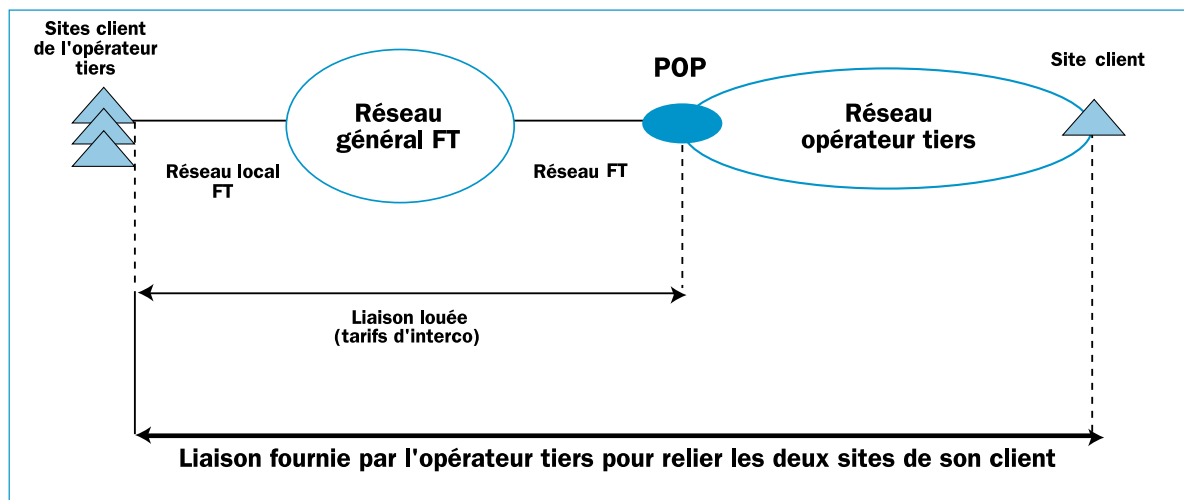 Sites client
de l'opérateur
tiers
Réseau
général FT
POP
Réseau
opérateur tiers
Site client
Réseau local
FT
Réseau FT
Liaison louée
(tarifs d'interco)
Liaison fournie par l'opérateur tiers pour relier les deux sites de son client